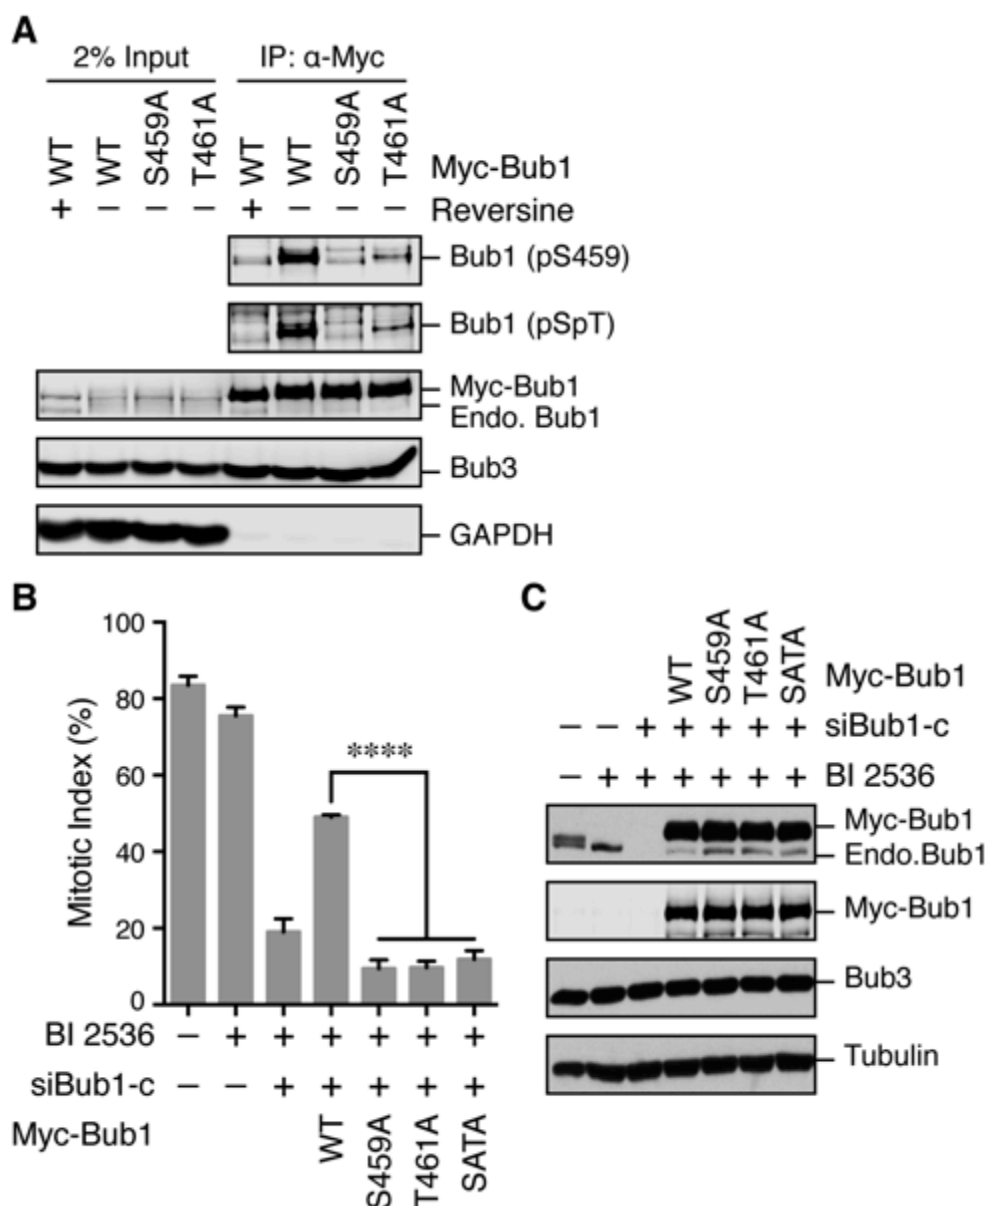 A
2% Input IP: α-Myc
WT WT S459A T461A WT WT S459A T461A Myc-Bub1
+ − − − + − − − Reversine
Bub1 (pS459)
Bub1 (pSpT)
Myc-Bub1
Endo. Bub1
Bub3
GAPDH
B
Mitotic Index (%)
100
80
60
40
20
0
****
BI 2536 − + + + + + +
siBub1-c − − + + + + +
Myc-Bub1 WT S459A T461A SATA
C
WT S459A T461A SATA Myc-Bub1
− − + + + + + siBub1-c
− + + + + + + BI 2536
Myc-Bub1
Endo.Bub1
Myc-Bub1
Bub3
Tubulin